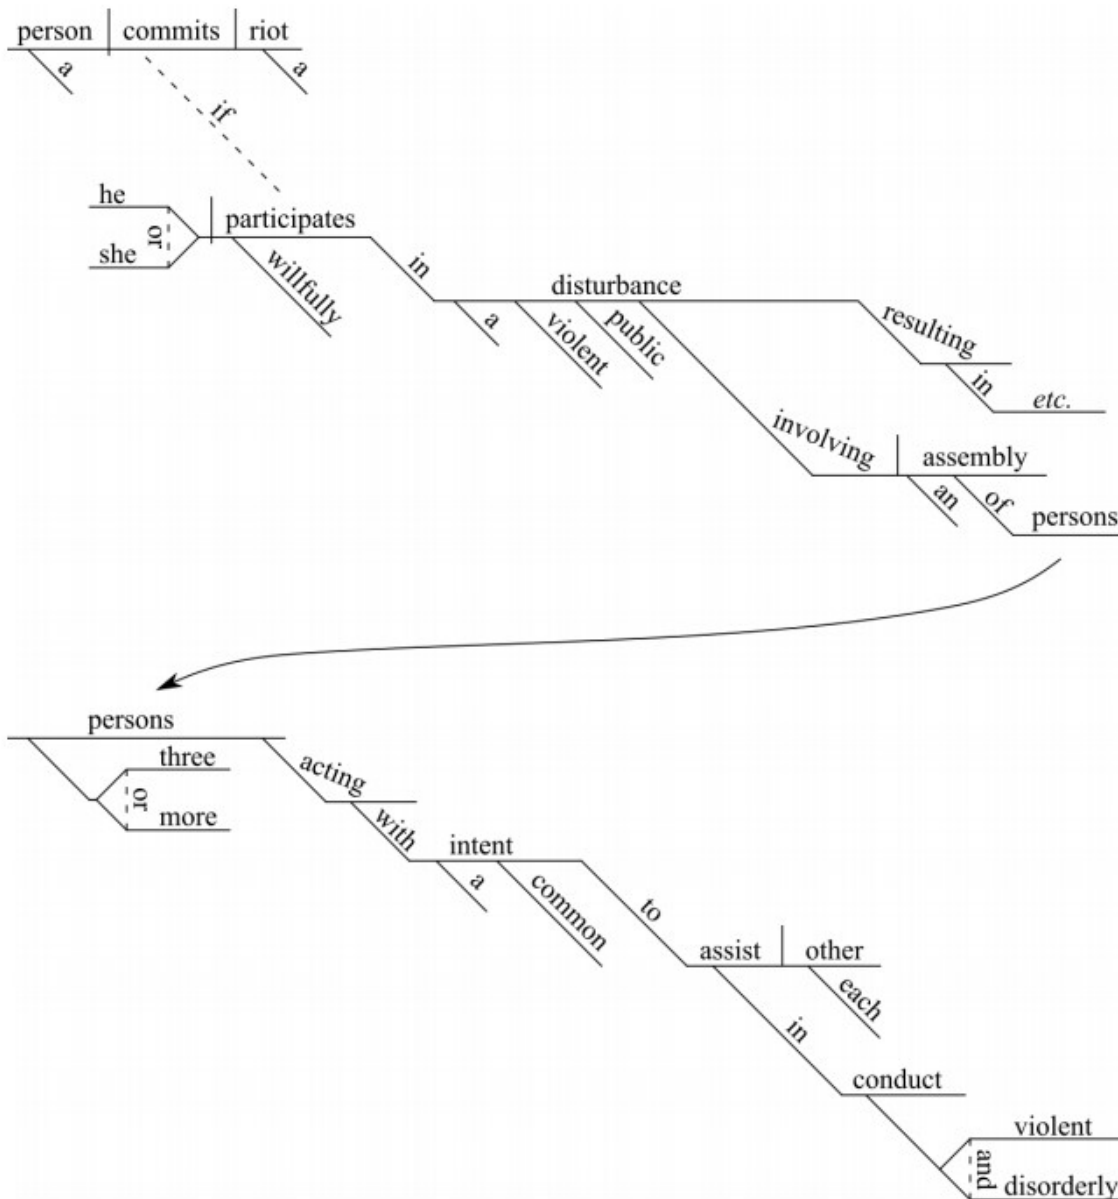 person commits riot
a a
if
he
or
she
participates
willfully
in
disturbance
a
violent
public
resulting
in
etc.
involving
assembly
an
of
persons
persons
three
or
more
acting
with
intent
a
common
to
assist other
each
in
conduct
violent
and
disorderly